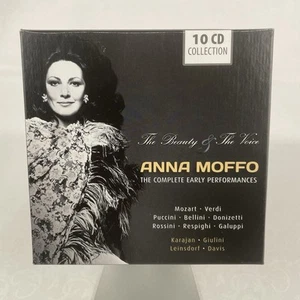 10 CD
COLLECTION
The Beauty & The Voice
ANNA MOFFO
THE COMPLETE EARLY PERFORMANCES
Mozart · Verdi
Puccini · Bellini · Donizetti
Rossini · Respighi · Galuppi
Karajan · Giulini
Leinsdorf · Davis